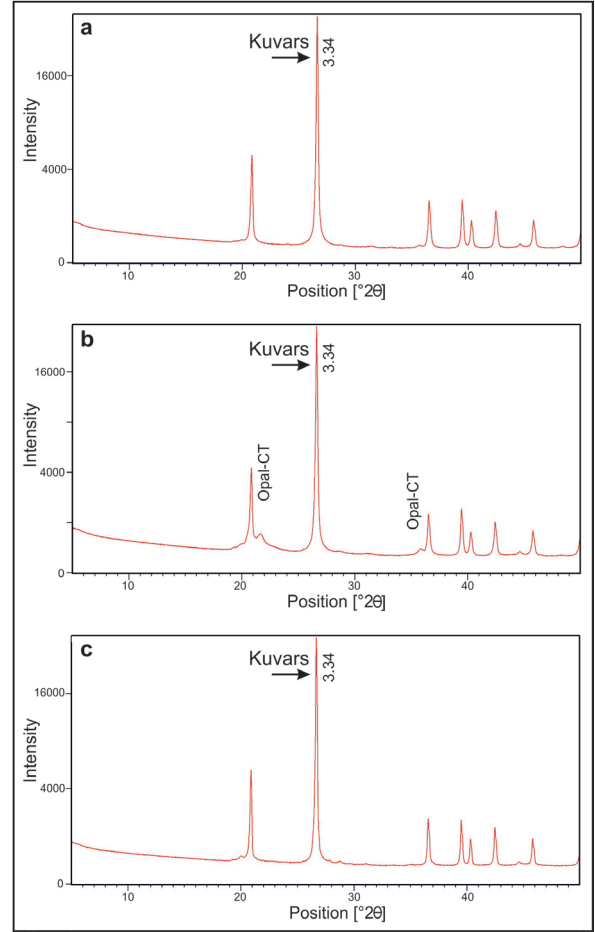 a
Kuvars
3.34
16000
4000
0
Intensity
10
20
30
40
Position [°2θ]
b
Kuvars
3.34
Opal-CT
Opal-CT
16000
4000
0
Intensity
10
20
30
40
Position [°2θ]
c
Kuvars
3.34
16000
4000
0
Intensity
10
20
30
40
Position [°2θ]